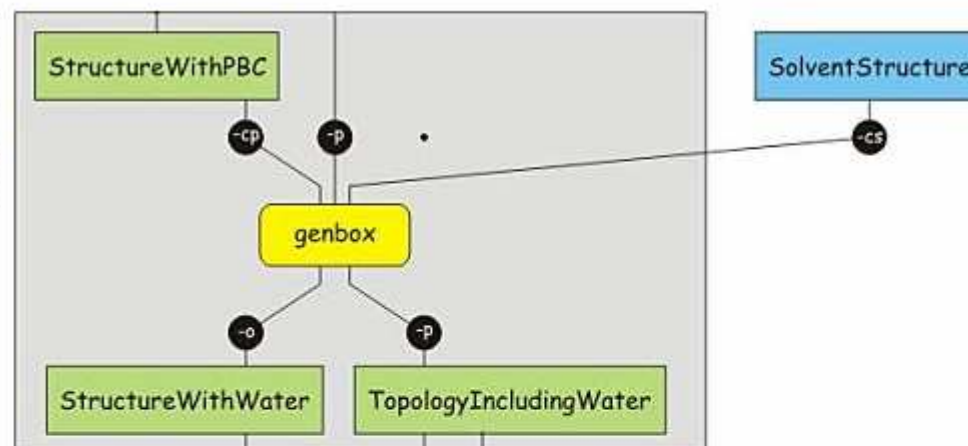 StructureWithPBC
SolventStructure
-cp
-p
-cs
genbox
-o
-p
StructureWithWater
TopologyIncludingWater